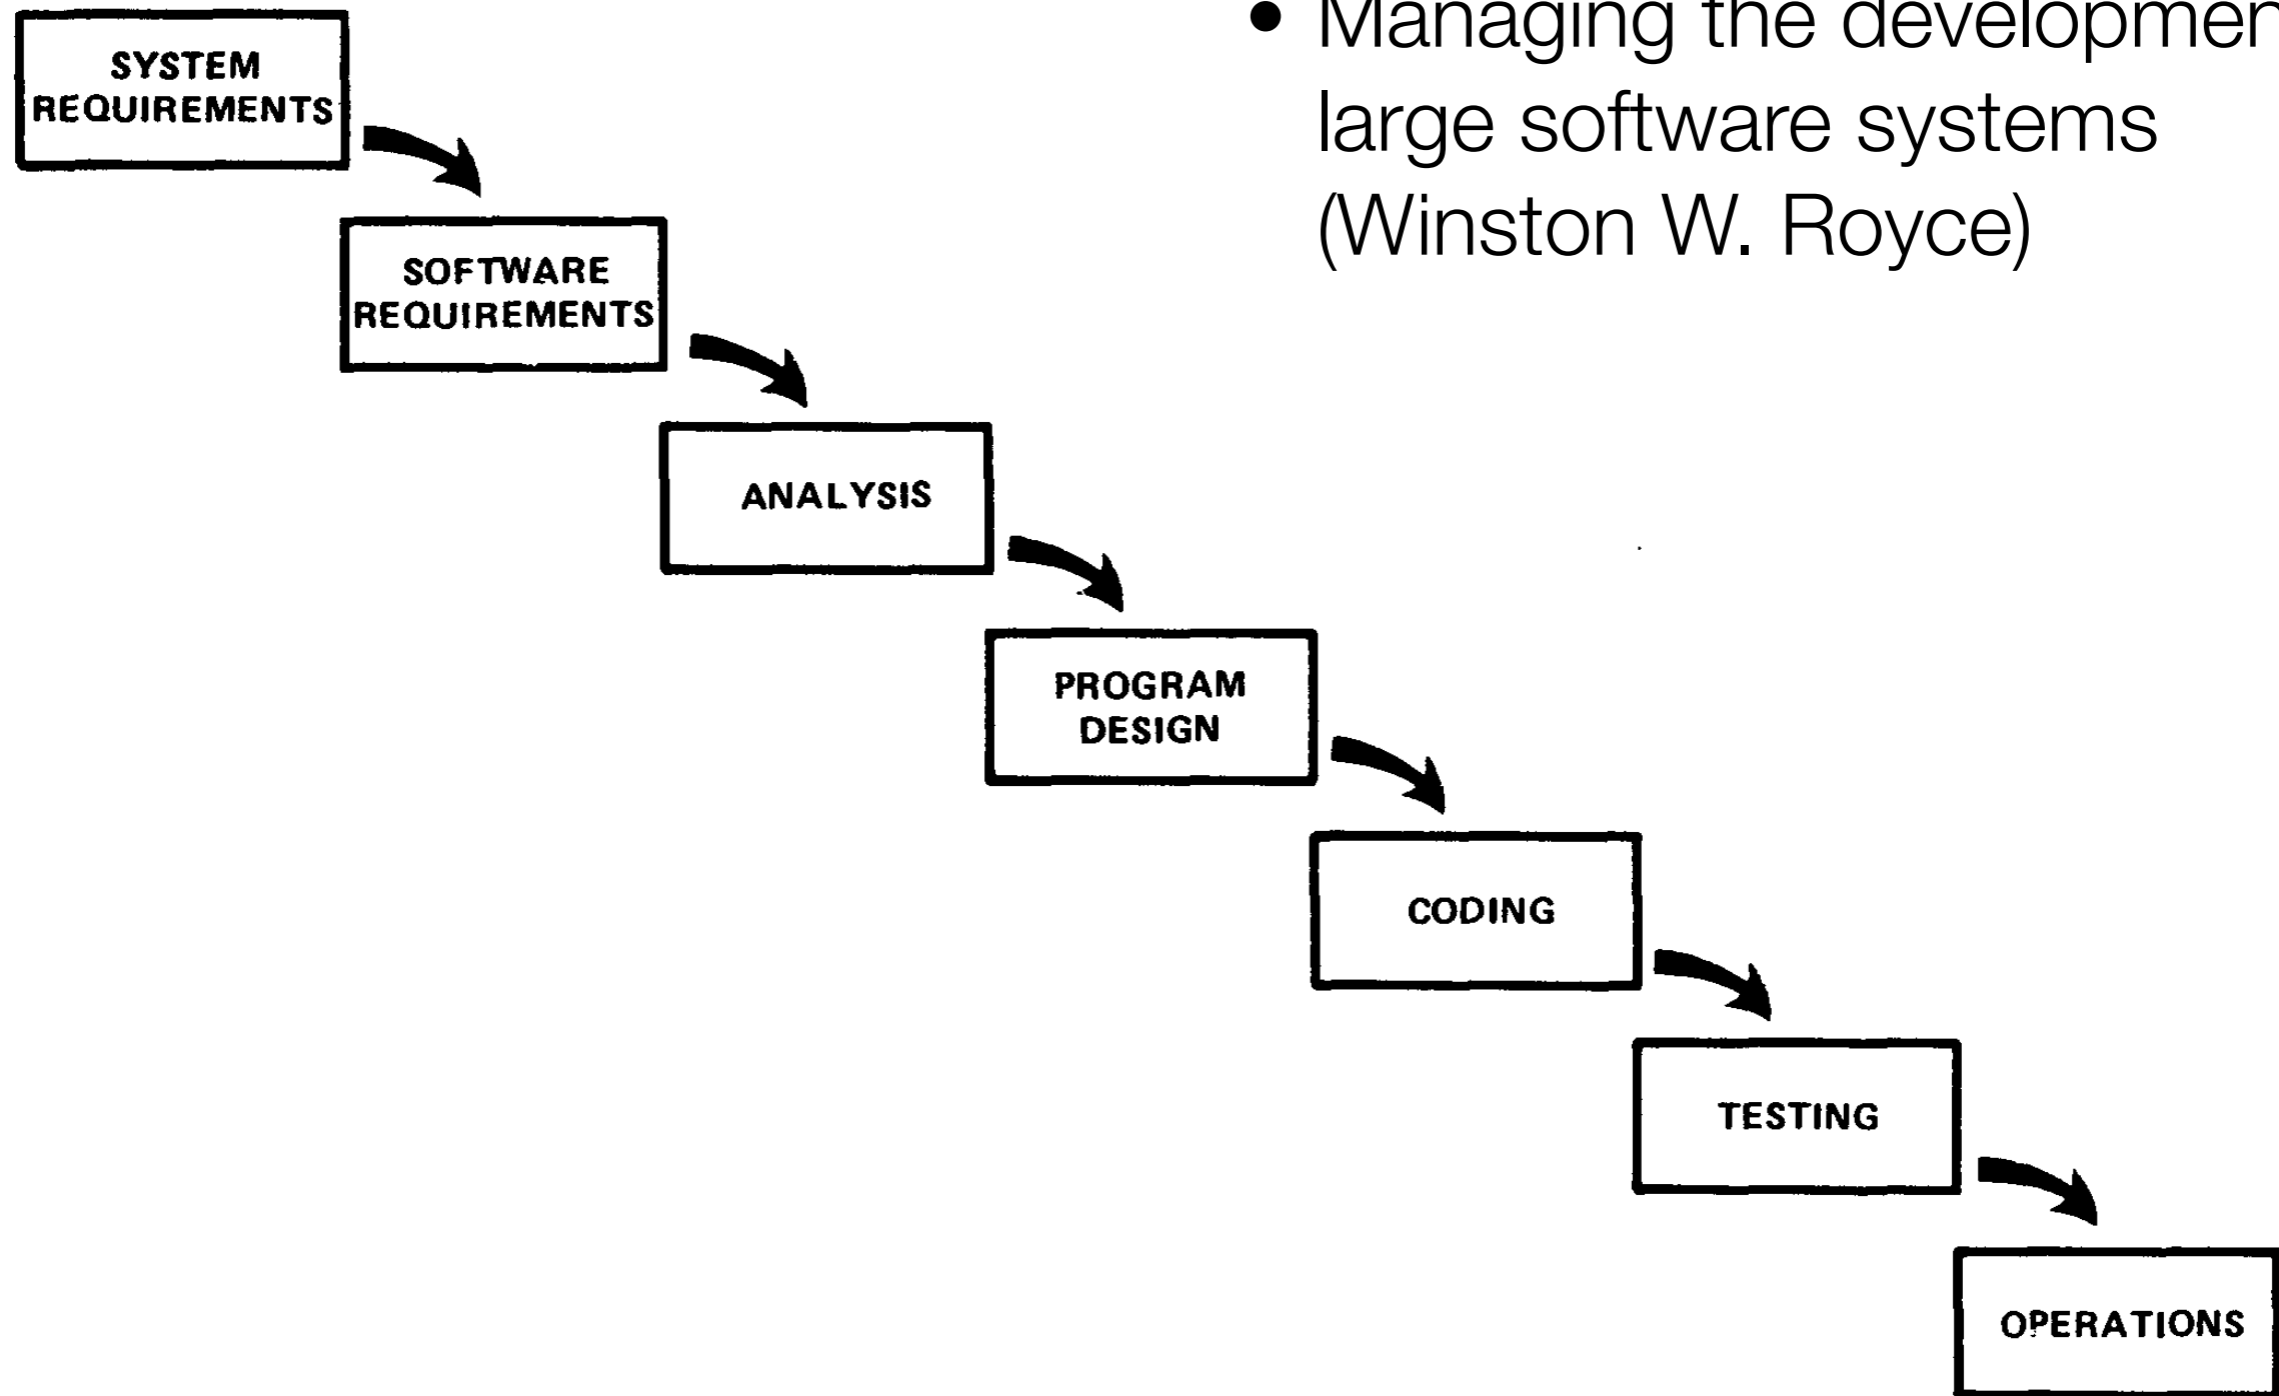 • Managing the developmen
large software systems
(Winston W. Royce)
SYSTEM
REQUIREMENTS
SOFTWARE
REQUIREMENTS
ANALYSIS
PROGRAM
DESIGN
CODING
TESTING
OPERATIONS